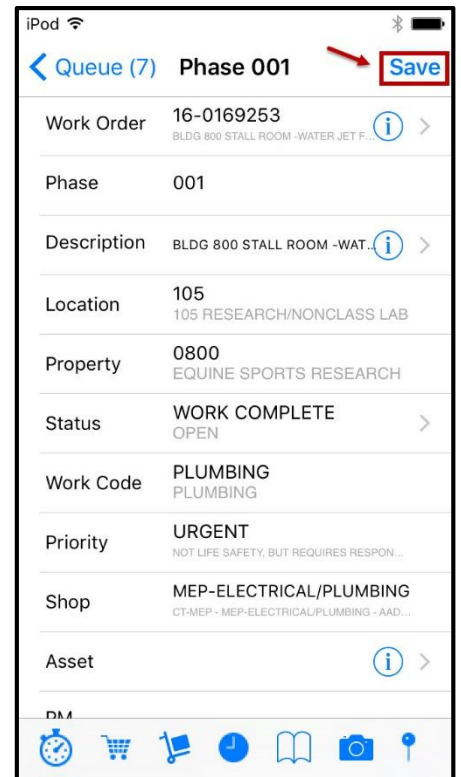 iPod
Queue (7) Phase 001 Save
Work Order 16-0169253
BLDG 800 STALL ROOM -WATER JET F...
Phase 001
Description BLDG 800 STALL ROOM -WAT...
Location 105
105 RESEARCH/NONCLASS LAB
Property 0800
EQUINE SPORTS RESEARCH
Status WORK COMPLETE
OPEN
Work Code PLUMBING
PLUMBING
Priority URGENT
NOT LIFE SAFETY, BUT REQUIRES RESPON...
Shop MEP-ELECTRICAL/PLUMBING
CT-MEP - MEP-ELECTRICAL/PLUMBING - AAD...
Asset
PM